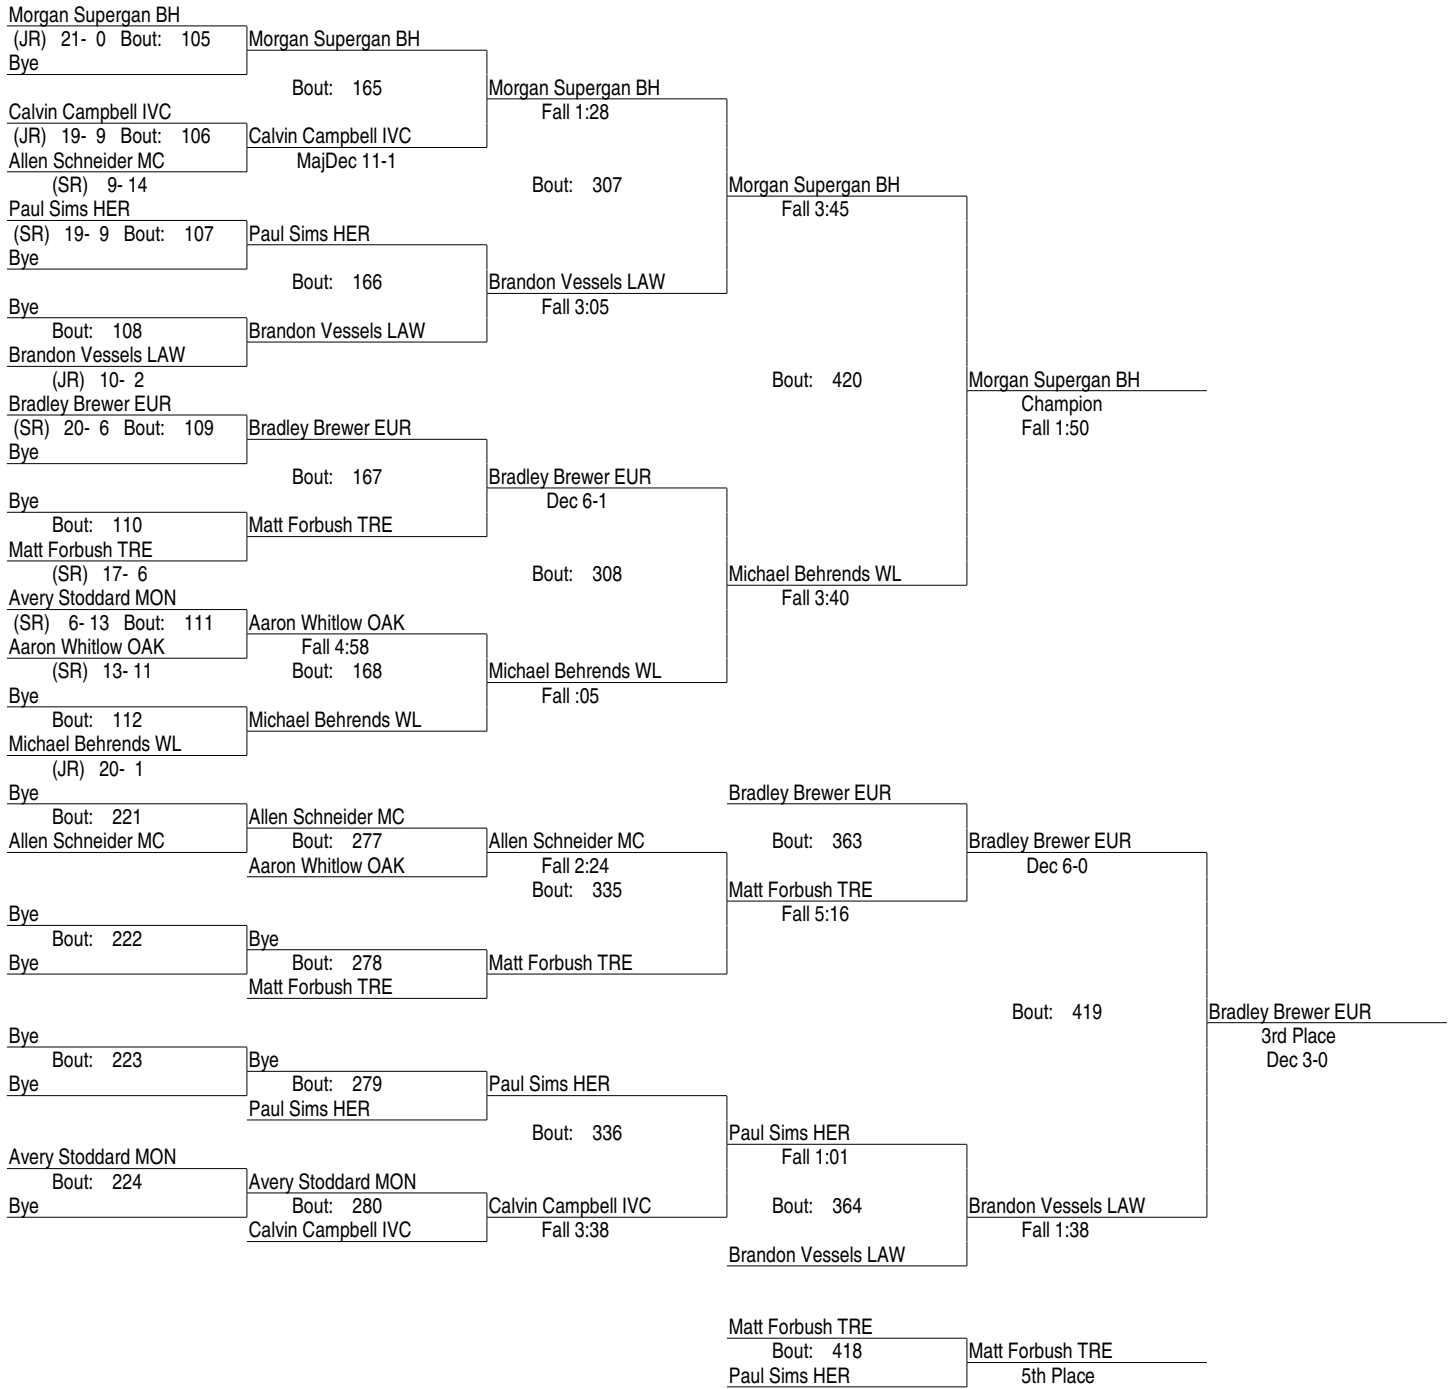 Morgan Supergan BH
(JR) 21- 0 Bout: 105 Morgan Supergan BH
Bye
Bout: 165 Morgan Supergan BH
Calvin Campbell IVC Fall 1:28
(JR) 19- 9 Bout: 106 Calvin Campbell IVC
Allen Schneider MC MajDec 11-1
(SR) 9- 14 Bout: 307 Morgan Supergan BH
Paul Sims HER Fall 3:45
(SR) 19- 9 Bout: 107 Paul Sims HER
Bye
Bout: 166 Brandon Vessels LAW
Bye Fall 3:05
Bout: 108 Brandon Vessels LAW
Brandon Vessels LAW
(JR) 10- 2 Bout: 420 Morgan Supergan BH
Bradley Brewer EUR Champion
(SR) 20- 6 Bout: 109 Bradley Brewer EUR Fall 1:50
Bye
Bout: 167 Bradley Brewer EUR
Bye Dec 6-1
Bout: 110 Matt Forbush TRE
Matt Forbush TRE
(SR) 17- 6 Bout: 308 Michael Behrends WL
Avery Stoddard MON Fall 3:40
(SR) 6- 13 Bout: 111 Aaron Whitlow OAK
Aaron Whitlow OAK Fall 4:58
(SR) 13- 11 Bout: 168 Michael Behrends WL
Bye Fall :05
Bout: 112 Michael Behrends WL
Michael Behrends WL
(JR) 20- 1
Bye Bradley Brewer EUR
Bout: 221 Allen Schneider MC
Allen Schneider MC Bout: 277 Allen Schneider MC Bout: 363 Bradley Brewer EUR
Aaron Whitlow OAK Fall 2:24 Dec 6-0
Bout: 335 Matt Forbush TRE
Bye Fall 5:16
Bout: 222 Bye
Bye Bout: 278 Matt Forbush TRE
Matt Forbush TRE
Bout: 419 Bradley Brewer EUR
Bye 3rd Place
Bout: 223 Bye Dec 3-0
Bye Bout: 279 Paul Sims HER
Paul Sims HER
Bout: 336 Paul Sims HER
Avery Stoddard MON Fall 1:01
Bout: 224 Avery Stoddard MON
Bye Bout: 280 Calvin Campbell IVC Bout: 364 Brandon Vessels LAW
Calvin Campbell IVC Fall 3:38 Fall 1:38
Brandon Vessels LAW
Matt Forbush TRE
Bout: 418 Matt Forbush TRE
Paul Sims HER 5th Place